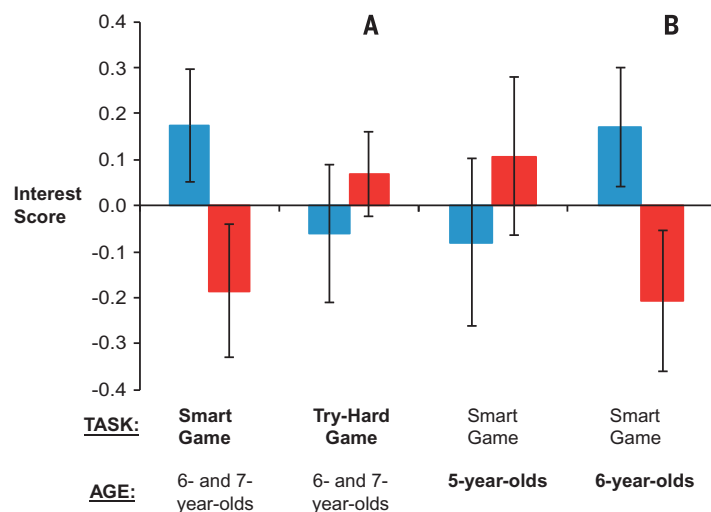 A B
0.4
0.3
0.2
0.1
0.0
-0.1
-0.2
-0.3
-0.4
Interest
Score
TASK:
Smart
Game
Try-Hard
Game
Smart
Game
Smart
Game
AGE:
6- and 7-
year-olds
6- and 7-
year-olds
5-year-olds
6-year-olds